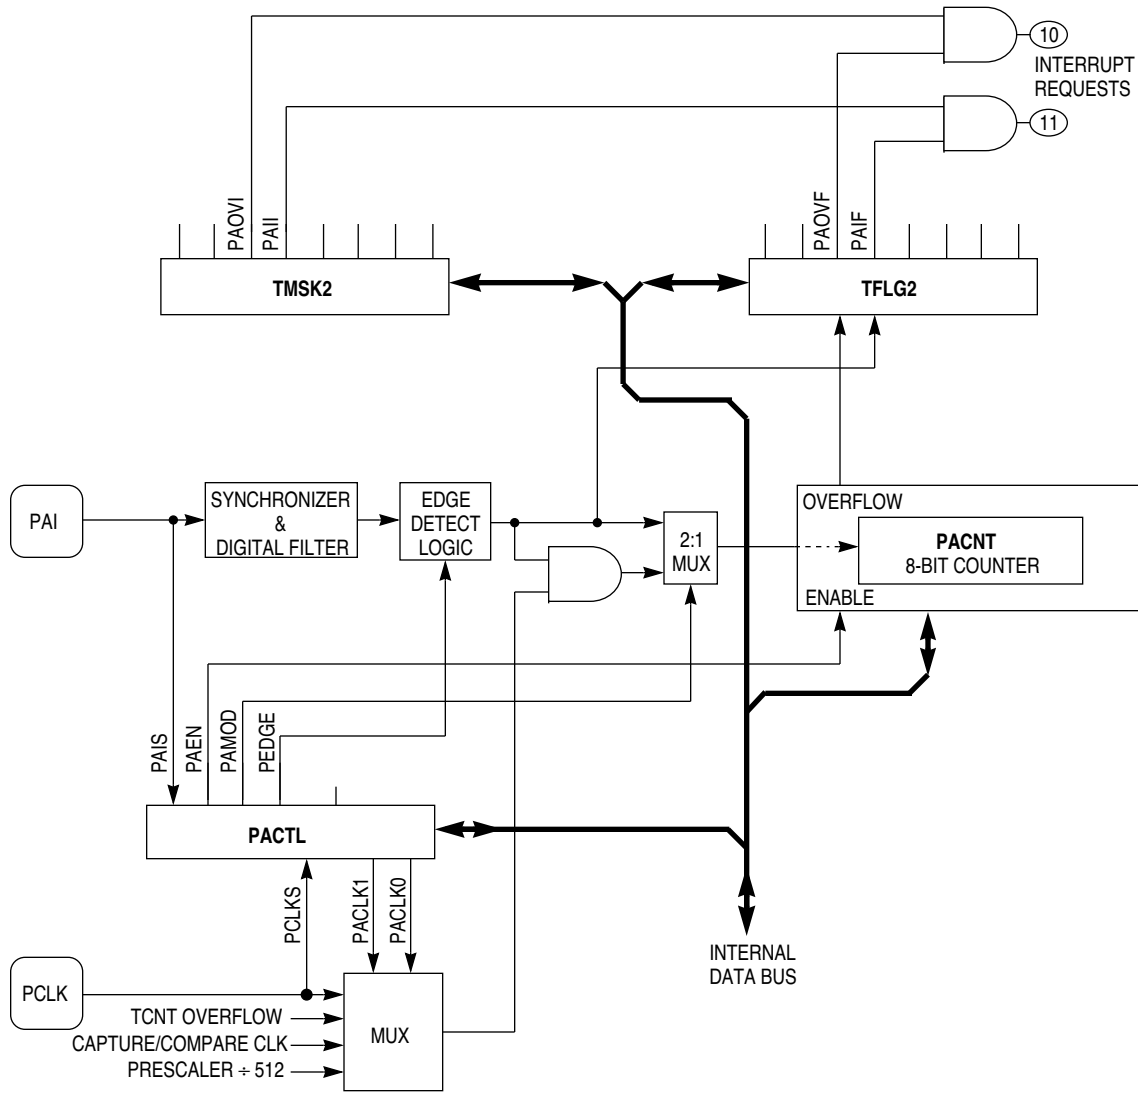 10
INTERRUPT
REQUESTS
11
PAOVI
PAII
PAOVF
PAIF
TMSK2
TFLG2
PAI
SYNCHRONIZER
&
DIGITAL FILTER
EDGE
DETECT
LOGIC
2:1
MUX
OVERFLOW
PACNT
8-BIT COUNTER
ENABLE
PAIS
PAEN
PAMOD
PEDGE
PACTL
PCLKS
PACLK1
PACLK0
INTERNAL
DATA BUS
PCLK
TCNT OVERFLOW
CAPTURE/COMPARE CLK
PRESCALER ÷ 512
MUX